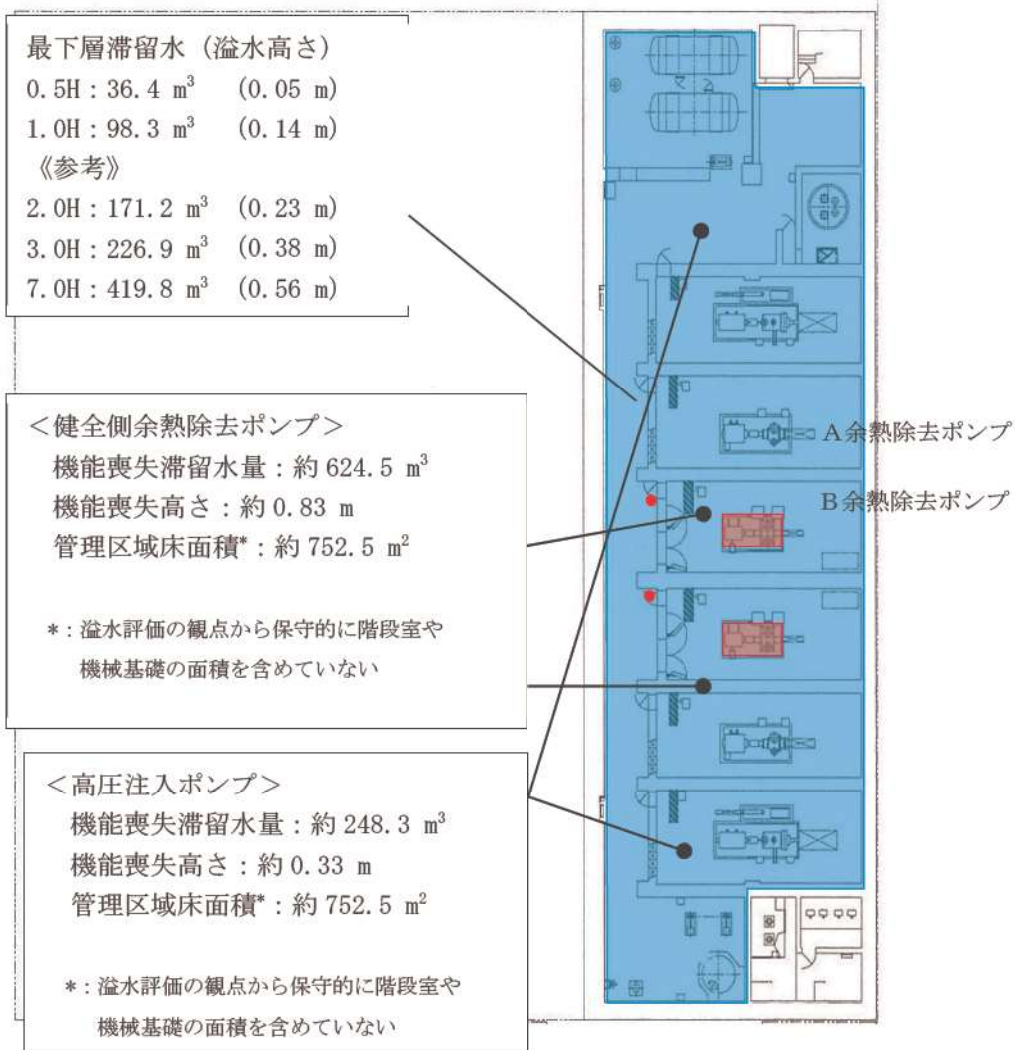 最下層滞留水（溢水高さ）
0.5H：36.4 m³ （0.05 m）
1.0H：98.3 m³ （0.14 m）
《参考》
2.0H：171.2 m³ （0.23 m）
3.0H：226.9 m³ （0.38 m）
7.0H：419.8 m³ （0.56 m）
＜健全側余熱除去ポンプ＞
機能喪失滞留水量：約 624.5 m³
機能喪失高さ：約 0.83 m
管理区域床面積*：約 752.5 m²
*：溢水評価の観点から保守的に階段室や
機械基礎の面積を含めていない
＜高圧注入ポンプ＞
機能喪失滞留水量：約 248.3 m³
機能喪失高さ：約 0.33 m
管理区域床面積*：約 752.5 m²
*：溢水評価の観点から保守的に階段室や
機械基礎の面積を含めていない
A余熱除去ポンプ
B余熱除去ポンプ